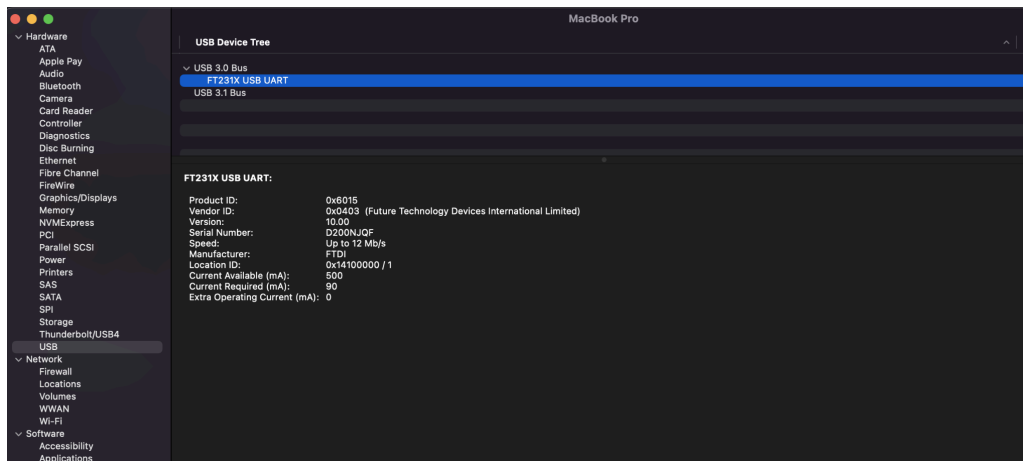 MacBook Pro
Hardware
ATA
Apple Pay
Audio
Bluetooth
Camera
Card Reader
Controller
Diagnostics
Disc Burning
Ethernet
Fibre Channel
FireWire
Graphics/Displays
Memory
NVMExpress
PCI
Parallel SCSI
Power
Printers
SAS
SATA
SPI
Storage
Thunderbolt/USB4
USB
Network
Firewall
Locations
Volumes
WWAN
Wi-Fi
Software
Accessibility
Applications
USB Device Tree
USB 3.0 Bus
FT231X USB UART
USB 3.1 Bus
FT231X USB UART:
Product ID: 0x6015
Vendor ID: 0x0403 (Future Technology Devices International Limited)
Version: 10.00
Serial Number: D200NJQF
Speed: Up to 12 Mb/s
Manufacturer: FTDI
Location ID: 0x14100000 / 1
Current Available (mA): 500
Current Required (mA): 90
Extra Operating Current (mA): 0